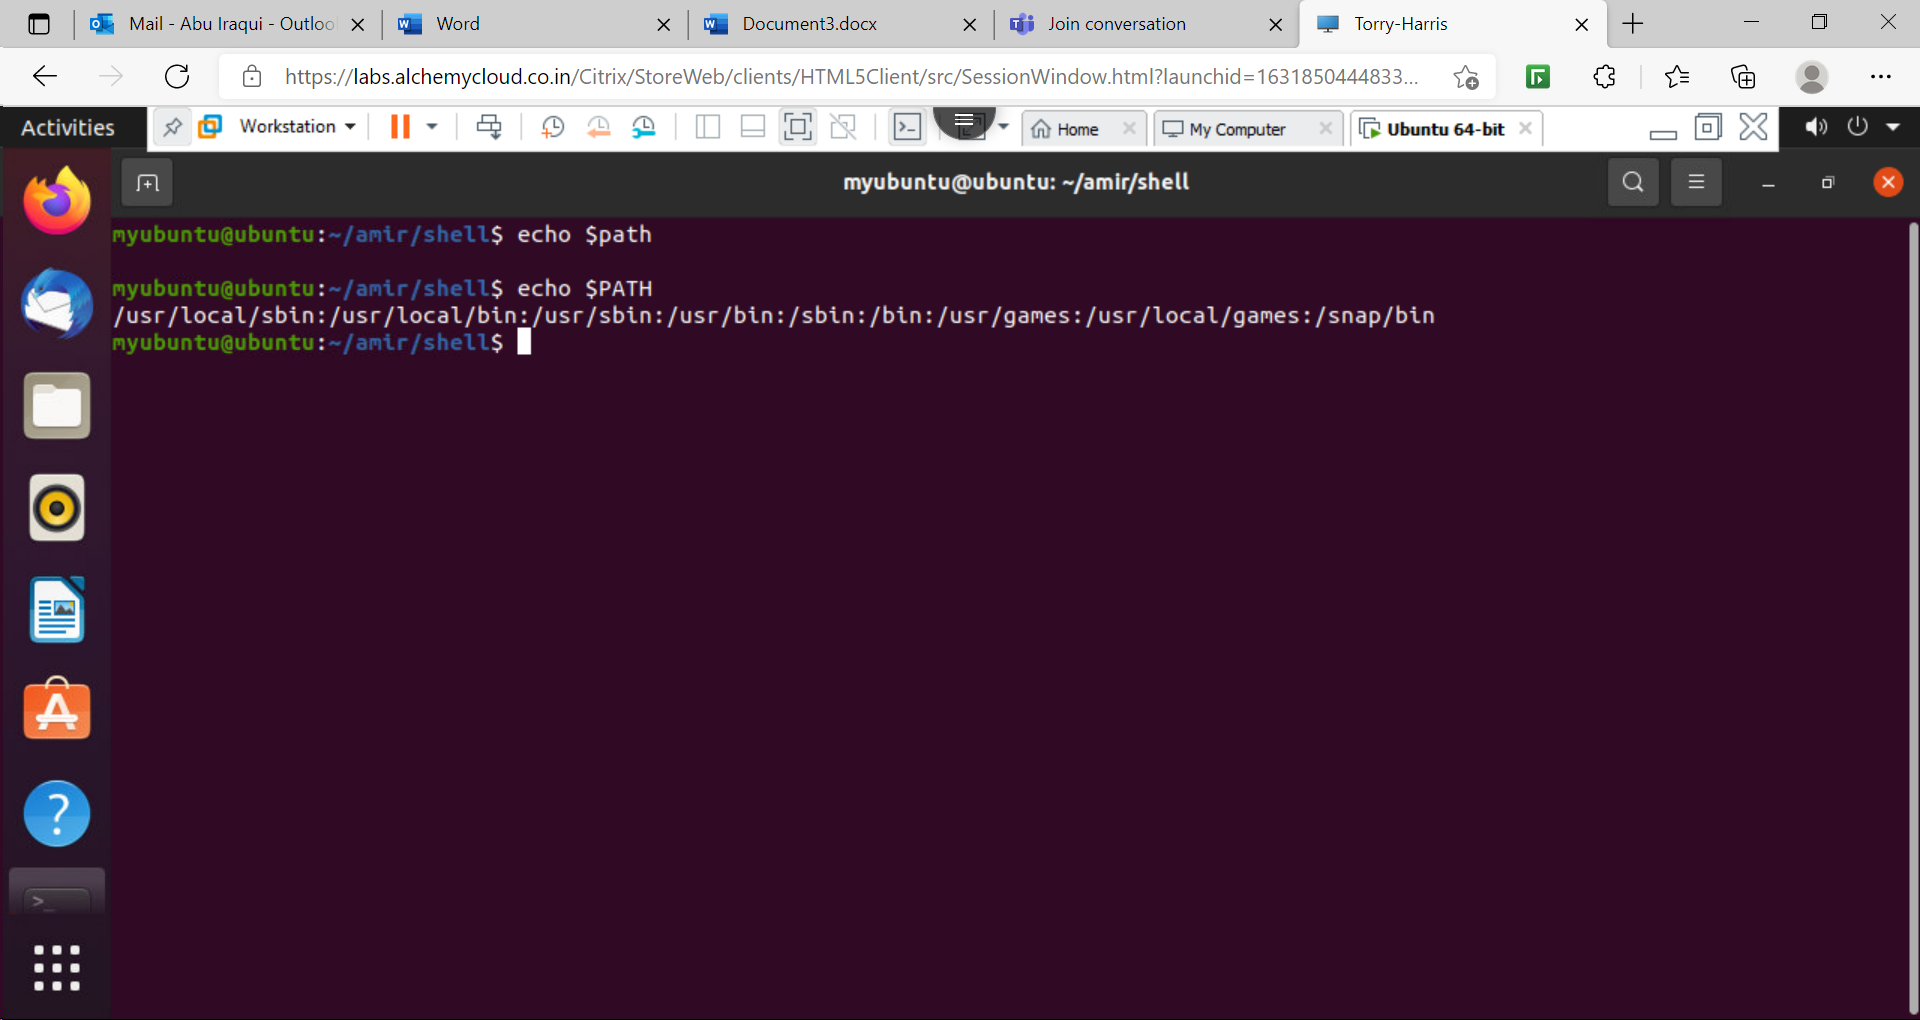 Mail - Abu Iraqui - Outloo
Word
Document3.docx
Join conversation
Torry-Harris
https://labs.alchemycloud.co.in/Citrix/StoreWeb/clients/HTML5Client/src/SessionWindow.html?launchid=1631850444833...
Activities
Workstation
Home
My Computer
Ubuntu 64-bit
myubuntu@ubuntu: ~/amir/shell
myubuntu@ubuntu:~/amir/shell$ echo $path
myubuntu@ubuntu:~/amir/shell$ echo $PATH
/usr/local/sbin:/usr/local/bin:/usr/sbin:/usr/bin:/sbin:/bin:/usr/games:/usr/local/games:/snap/bin
myubuntu@ubuntu:~/amir/shell$